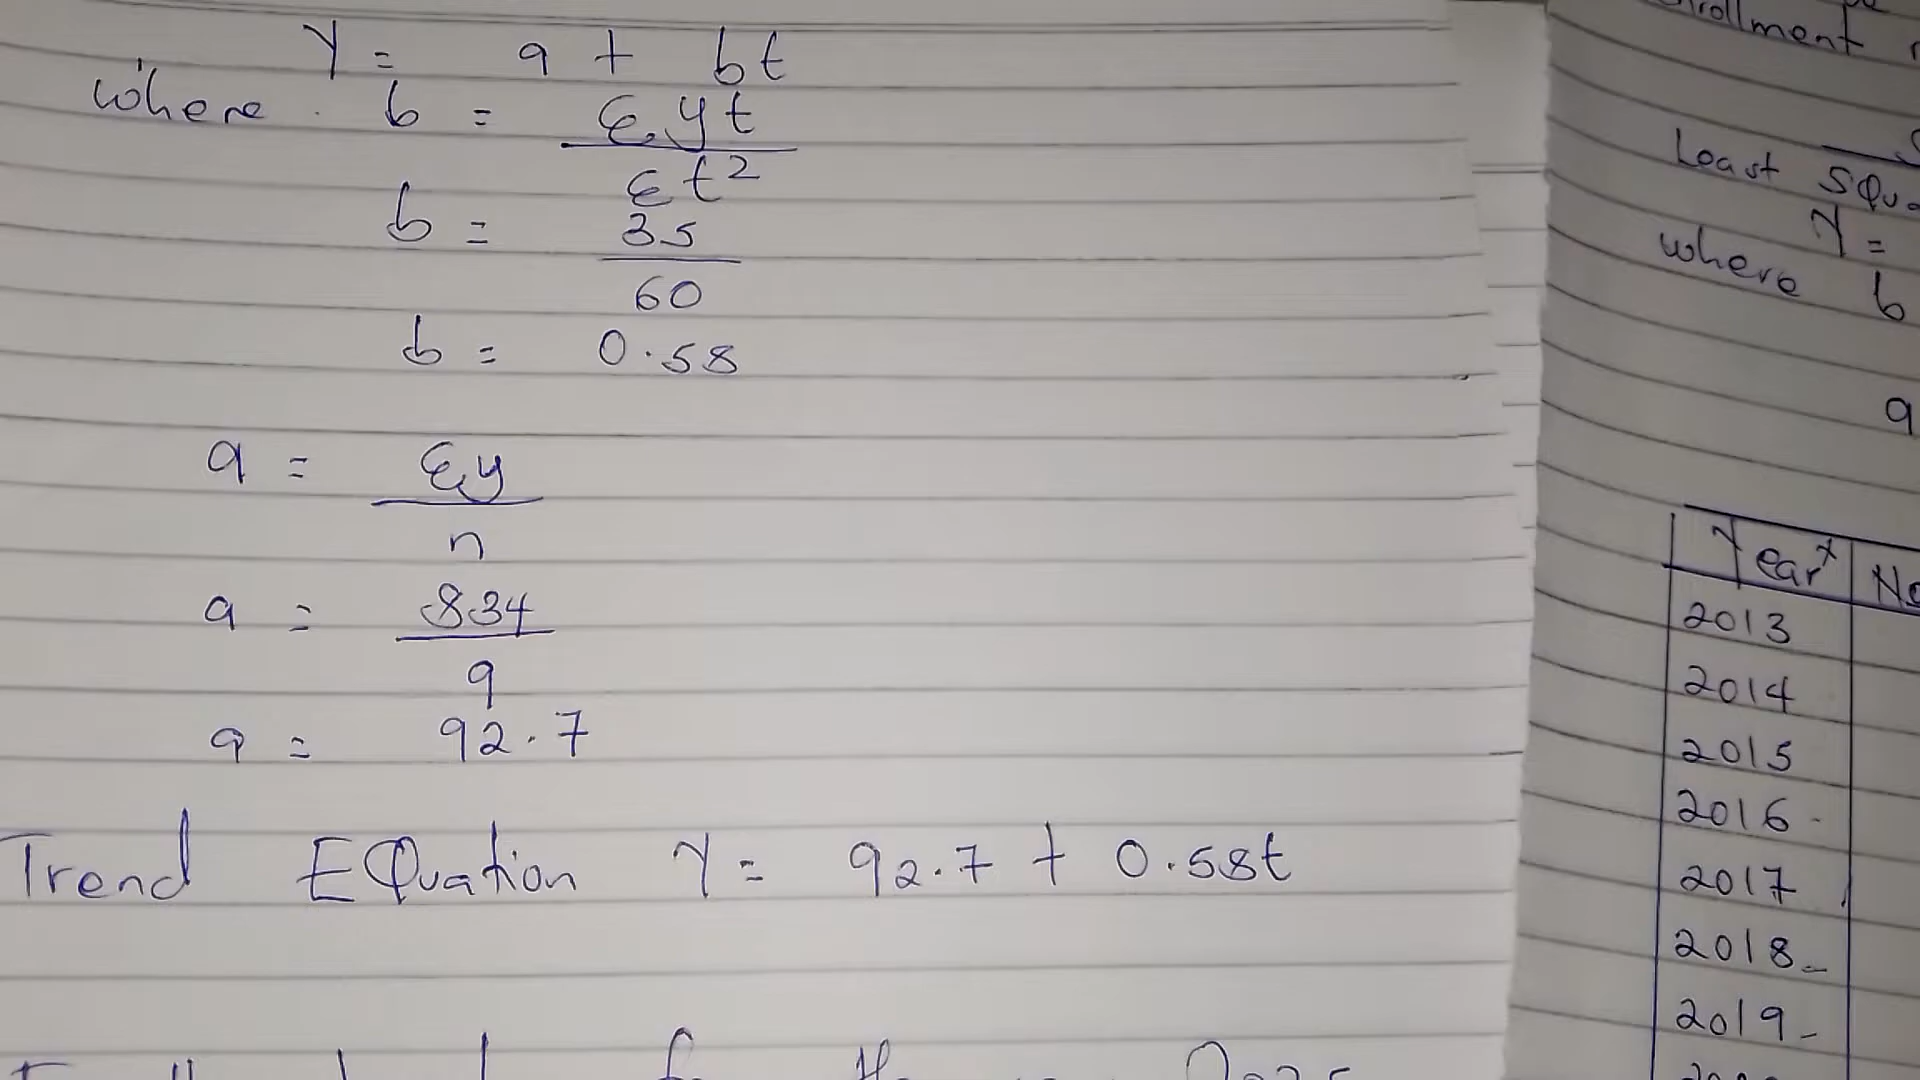 Y = a + bt
where b = Σyt
Σt²
b = 35
60
b = 0.58
a = Σy
n
a = 834
9
a = 92.7
Trend EQuation Y = 92.7 + 0.58t
Least
Y =
where b
a
Year
2013
2014
2015
2016
2017
2018
2019